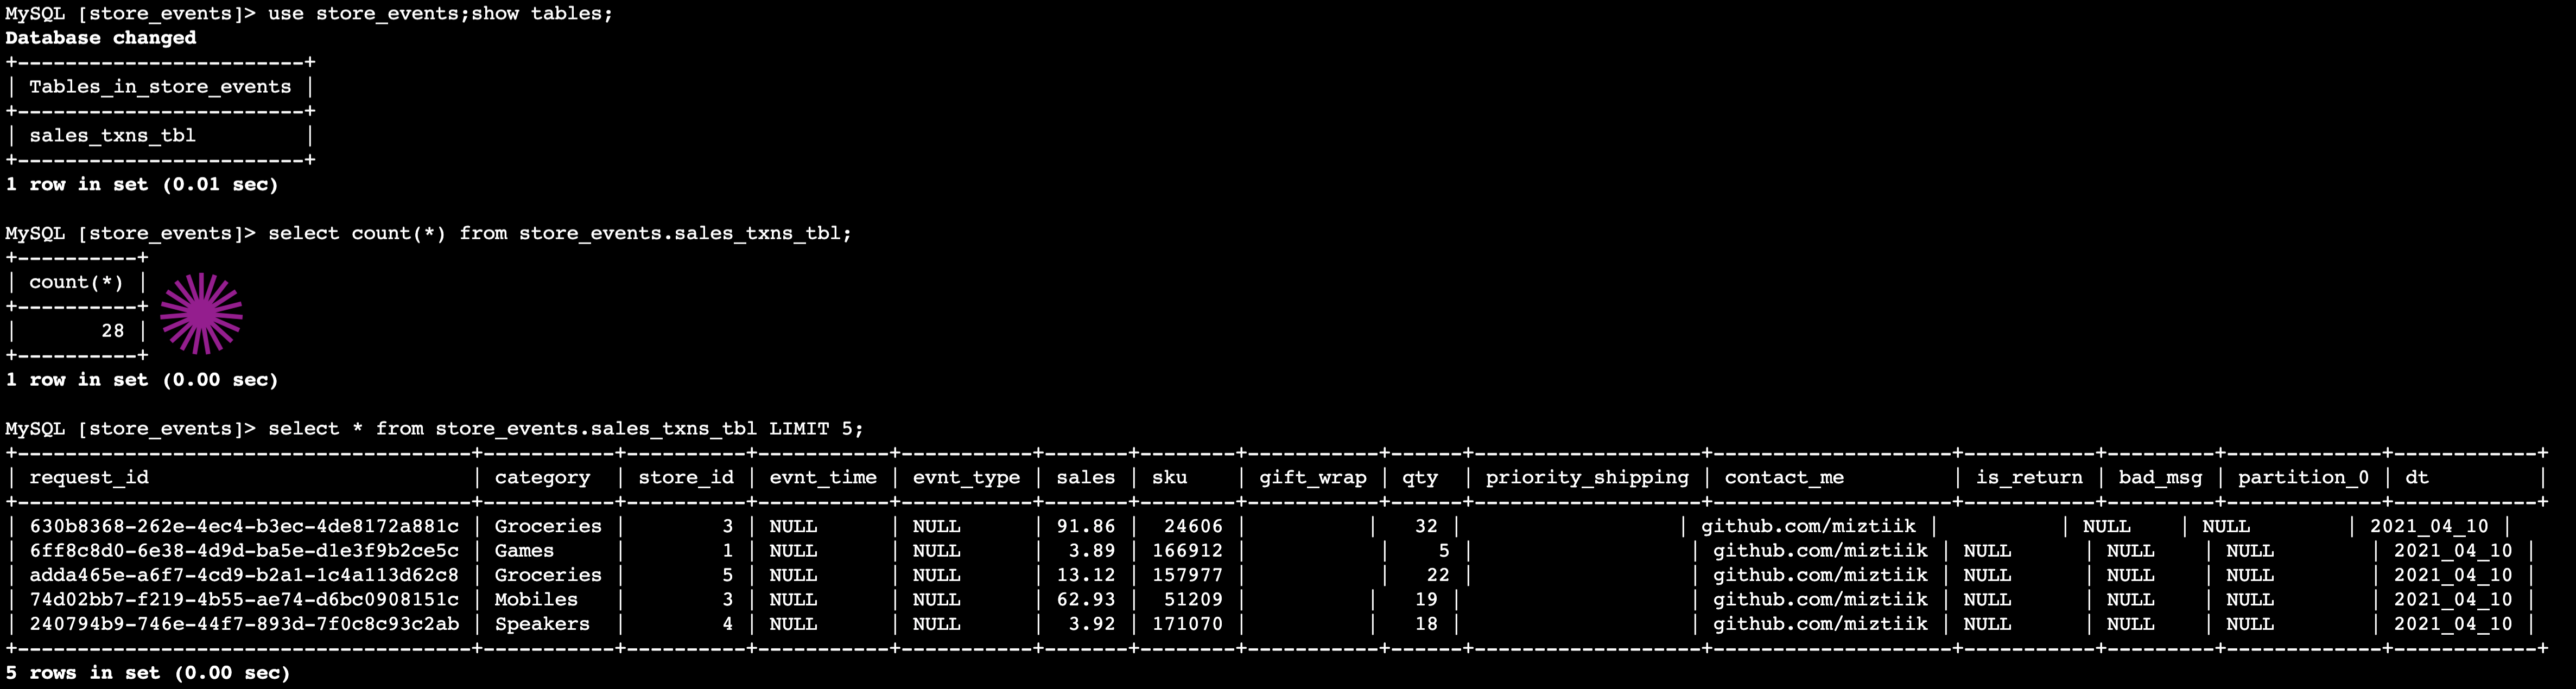 MySQL [store_events]> use store_events;show tables;
Database changed
+------------------------+
| Tables_in_store_events |
+------------------------+
| sales_txns_tbl         |
+------------------------+
1 row in set (0.01 sec)

MySQL [store_events]> select count(*) from store_events.sales_txns_tbl;
+----------+
| count(*) |
+----------+
|       28 |
+----------+
1 row in set (0.00 sec)

MySQL [store_events]> select * from store_events.sales_txns_tbl LIMIT 5;
+--------------------------------------+-----------+----------+-----------+-----------+-------+--------+-----------+------+-------------------+--------------------+-----------+---------+-------------+------------+
| request_id                           | category  | store_id | evnt_time | evnt_type | sales | sku    | gift_wrap | qty  | priority_shipping | contact_me         | is_return | bad_msg | partition_0 | dt         |
+--------------------------------------+-----------+----------+-----------+-----------+-------+--------+-----------+------+-------------------+--------------------+-----------+---------+-------------+------------+
| 630b8368-262e-4ec4-b3ec-4de8172a881c | Groceries |        3 | NULL      | NULL      | 91.86 |  24606 |          |   32 |                  | github.com/miztiik |          | NULL    | NULL        | 2021_04_10 |
| 6ff8c8d0-6e38-4d9d-ba5e-d1e3f9b2ce5c | Games     |        1 | NULL      | NULL      |  3.89 | 166912 |           |    5 |                  | github.com/miztiik | NULL      | NULL    | NULL        | 2021_04_10 |
| adda465e-a6f7-4cd9-b2a1-1c4a113d62c8 | Groceries |        5 | NULL      | NULL      | 13.12 | 157977 |           |   22 |                  | github.com/miztiik | NULL      | NULL    | NULL        | 2021_04_10 |
| 74d02bb7-f219-4b55-ae74-d6bc0908151c | Mobiles   |        3 | NULL      | NULL      | 62.93 |  51209 |          |   19 |                   | github.com/miztiik | NULL      | NULL    | NULL        | 2021_04_10 |
| 240794b9-746e-44f7-893d-7f0c8c93c2ab | Speakers  |        4 | NULL      | NULL      |  3.92 | 171070 |          |   18 |                   | github.com/miztiik | NULL      | NULL    | NULL        | 2021_04_10 |
+--------------------------------------+-----------+----------+-----------+-----------+-------+--------+-----------+------+-------------------+--------------------+-----------+---------+-------------+------------+
5 rows in set (0.00 sec)